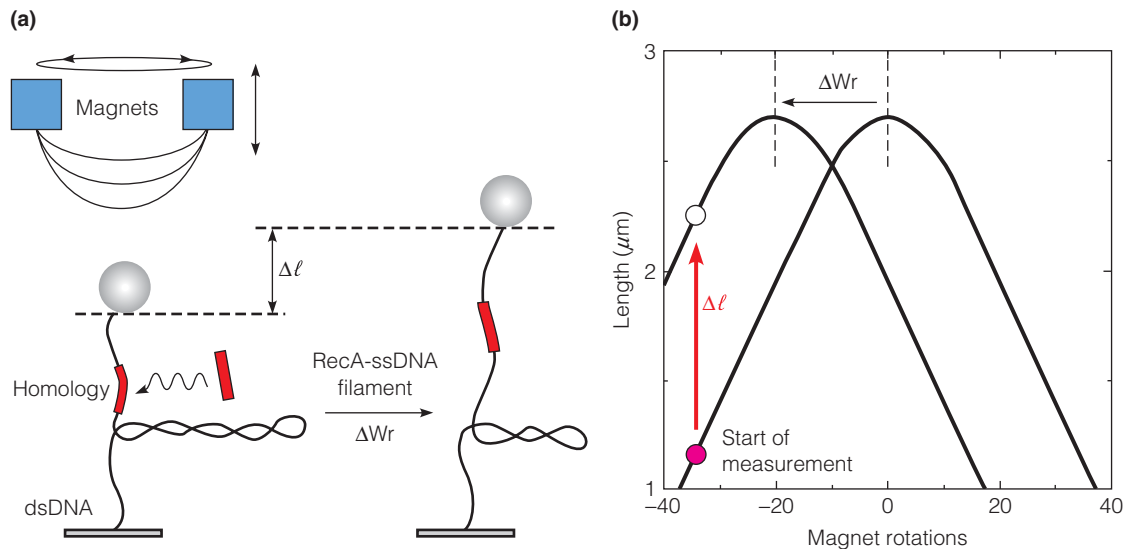 (a)
Magnets
Δℓ
Homology
RecA-ssDNA
filament
ΔWr
dsDNA
(b)
ΔWr
Length (μm)
3
2
1
Δℓ
Start of
measurement
–40
–20
0
20
40
Magnet rotations